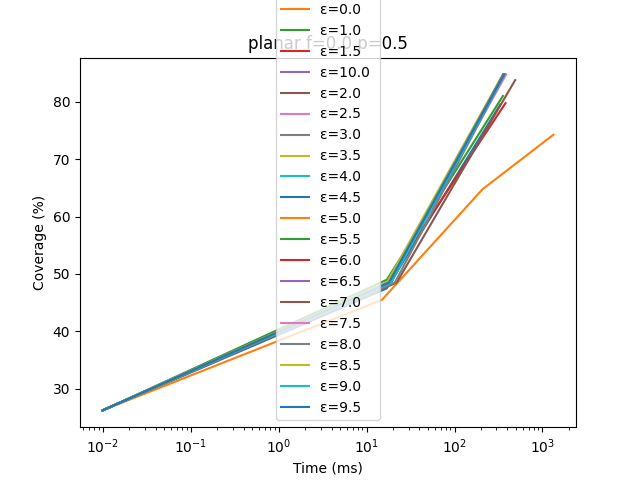 planar f=0.0 p=0.5
ε=0.0
ε=1.0
ε=1.5
ε=10.0
ε=2.0
ε=2.5
ε=3.0
ε=3.5
ε=4.0
ε=4.5
ε=5.0
ε=5.5
ε=6.0
ε=6.5
ε=7.0
ε=7.5
ε=8.0
ε=8.5
ε=9.0
ε=9.5
Coverage (%)
80
70
60
50
40
30
10⁻²
10⁻¹
10⁰
10¹
10²
10³
Time (ms)